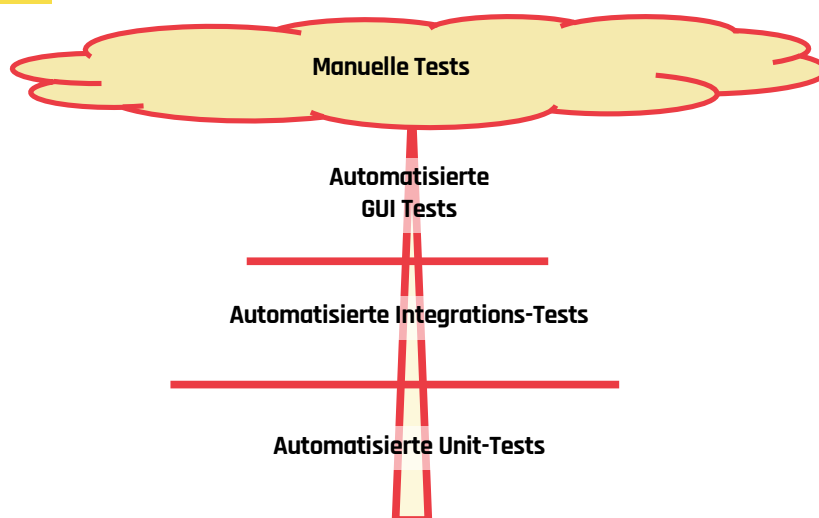 Manuelle Tests
Automatisierte
GUI Tests
Automatisierte Integrations-Tests
Automatisierte Unit-Tests